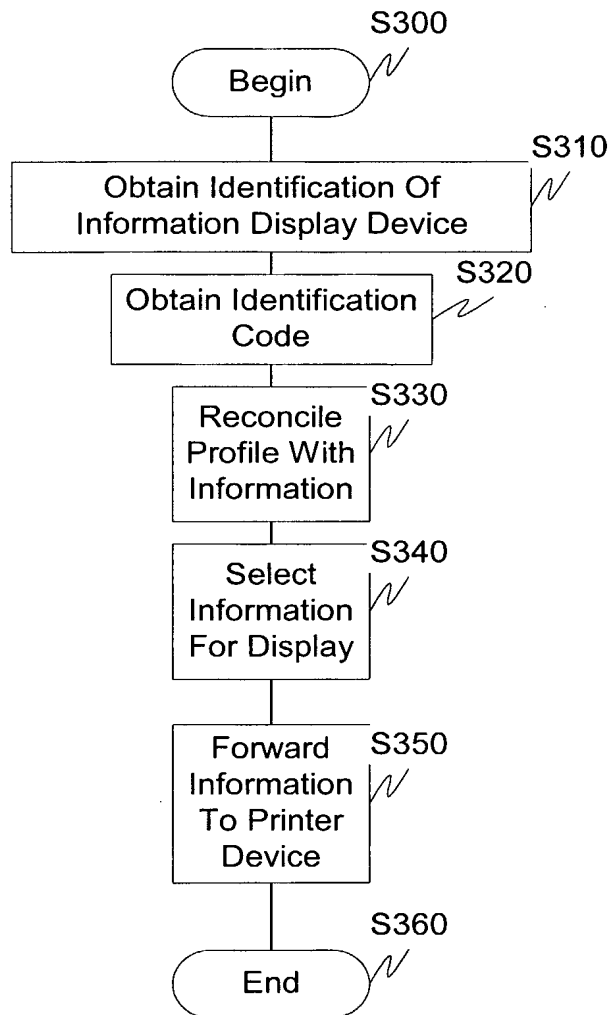 S300
Begin
S310
Obtain Identification Of
Information Display Device
S320
Obtain Identification
Code
S330
Reconcile
Profile With
Information
S340
Select
Information
For Display
S350
Forward
Information
To Printer
Device
S360
End